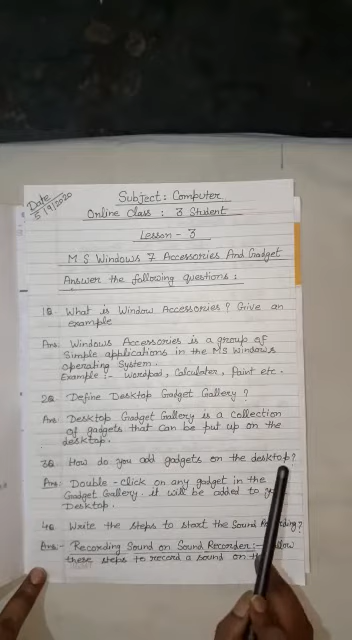 Date
5/9/2020
Subject: Computer
Online Class : 3 Student
Lesson - 3
M S Windows 7 Accessories And Gadget
Answer the following questions :
1Q. What is Window Accessories? Give an
example
Ans: Windows Accessories is a group of
Simple applications in the MS Windows
operating System.
Example :- Wordpad, Calculater, Paint etc.
2Q. Define Desktop Gadget Gallery ?
Ans: Desktop Gadget Gallery is a collection
of gadgets that can be put up on the
desktop.
3Q. How do you add gadgets on the desktop?
Ans: Double - click on any gadget in the
Gadget Gallery. it will be added to
Desktop.
4Q. Write the steps to start the Sound Recording?
Ans:- Recording Sound on Sound Recorder:-
these steps to record a sound on